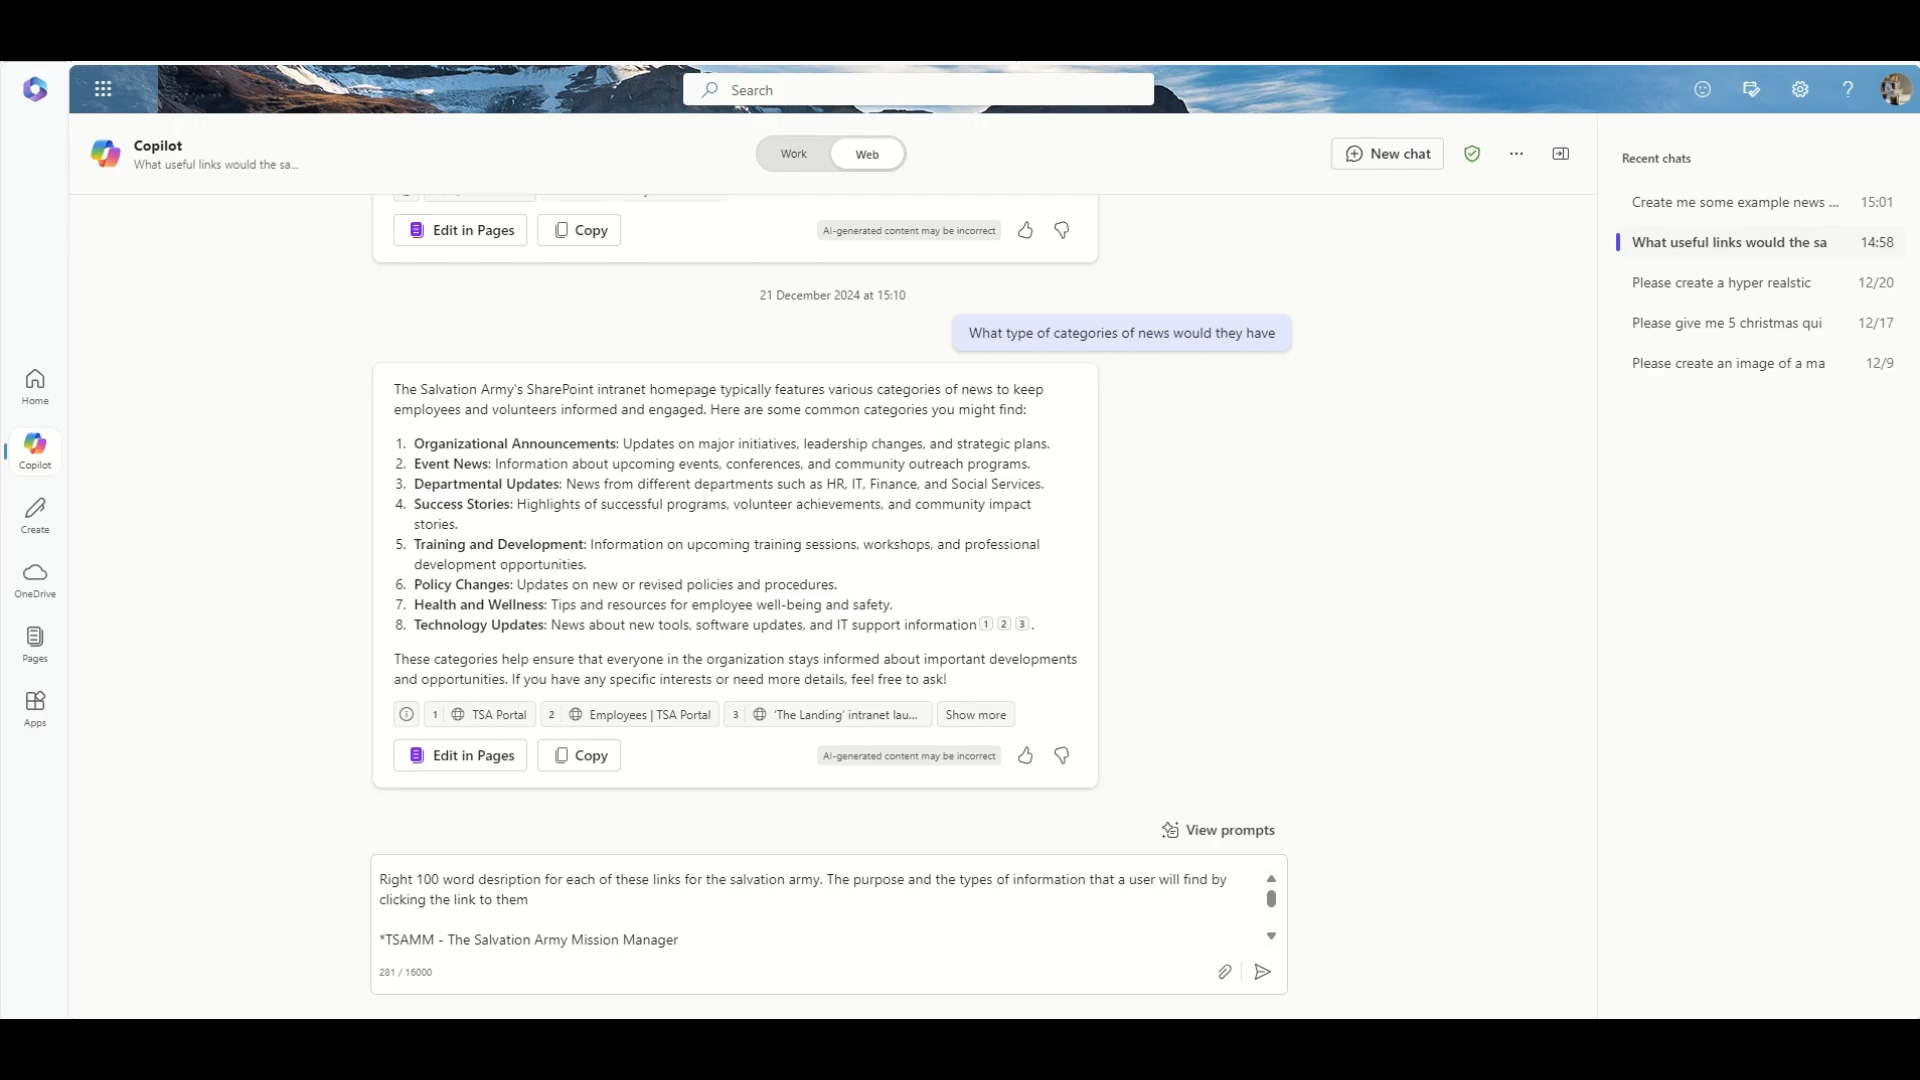 Search
Copilot
What useful links would the sa...
Work
Web
New chat
Recent chats
Create me some example news ... 15:01
What useful links would the sa 14:58
Please create a hyper realstic 12/20
Please give me 5 christmas qui 12/17
Please create an image of a ma 12/9
Home
Copilot
Create
OneDrive
Pages
Apps
Edit in Pages
Copy
AI-generated content may be incorrect
21 December 2024 at 15:10
What type of categories of news would they have
The Salvation Army's SharePoint intranet homepage typically features various categories of news to keep
employees and volunteers informed and engaged. Here are some common categories you might find:
1. Organizational Announcements: Updates on major initiatives, leadership changes, and strategic plans.
2. Event News: Information about upcoming events, conferences, and community outreach programs.
3. Departmental Updates: News from different departments such as HR, IT, Finance, and Social Services.
4. Success Stories: Highlights of successful programs, volunteer achievements, and community impact
stories.
5. Training and Development: Information on upcoming training sessions, workshops, and professional
development opportunities.
6. Policy Changes: Updates on new or revised policies and procedures.
7. Health and Wellness: Tips and resources for employee well-being and safety.
8. Technology Updates: News about new tools, software updates, and IT support information 1 2 3 .
These categories help ensure that everyone in the organization stays informed about important developments
and opportunities. If you have any specific interests or need more details, feel free to ask!
1 TSA Portal
2 Employees | TSA Portal
3 'The Landing' intranet lau...
Show more
Edit in Pages
Copy
AI-generated content may be incorrect
View prompts
Right 100 word desription for each of these links for the salvation army. The purpose and the types of information that a user will find by
clicking the link to them
*TSAMM - The Salvation Army Mission Manager
281 / 16000